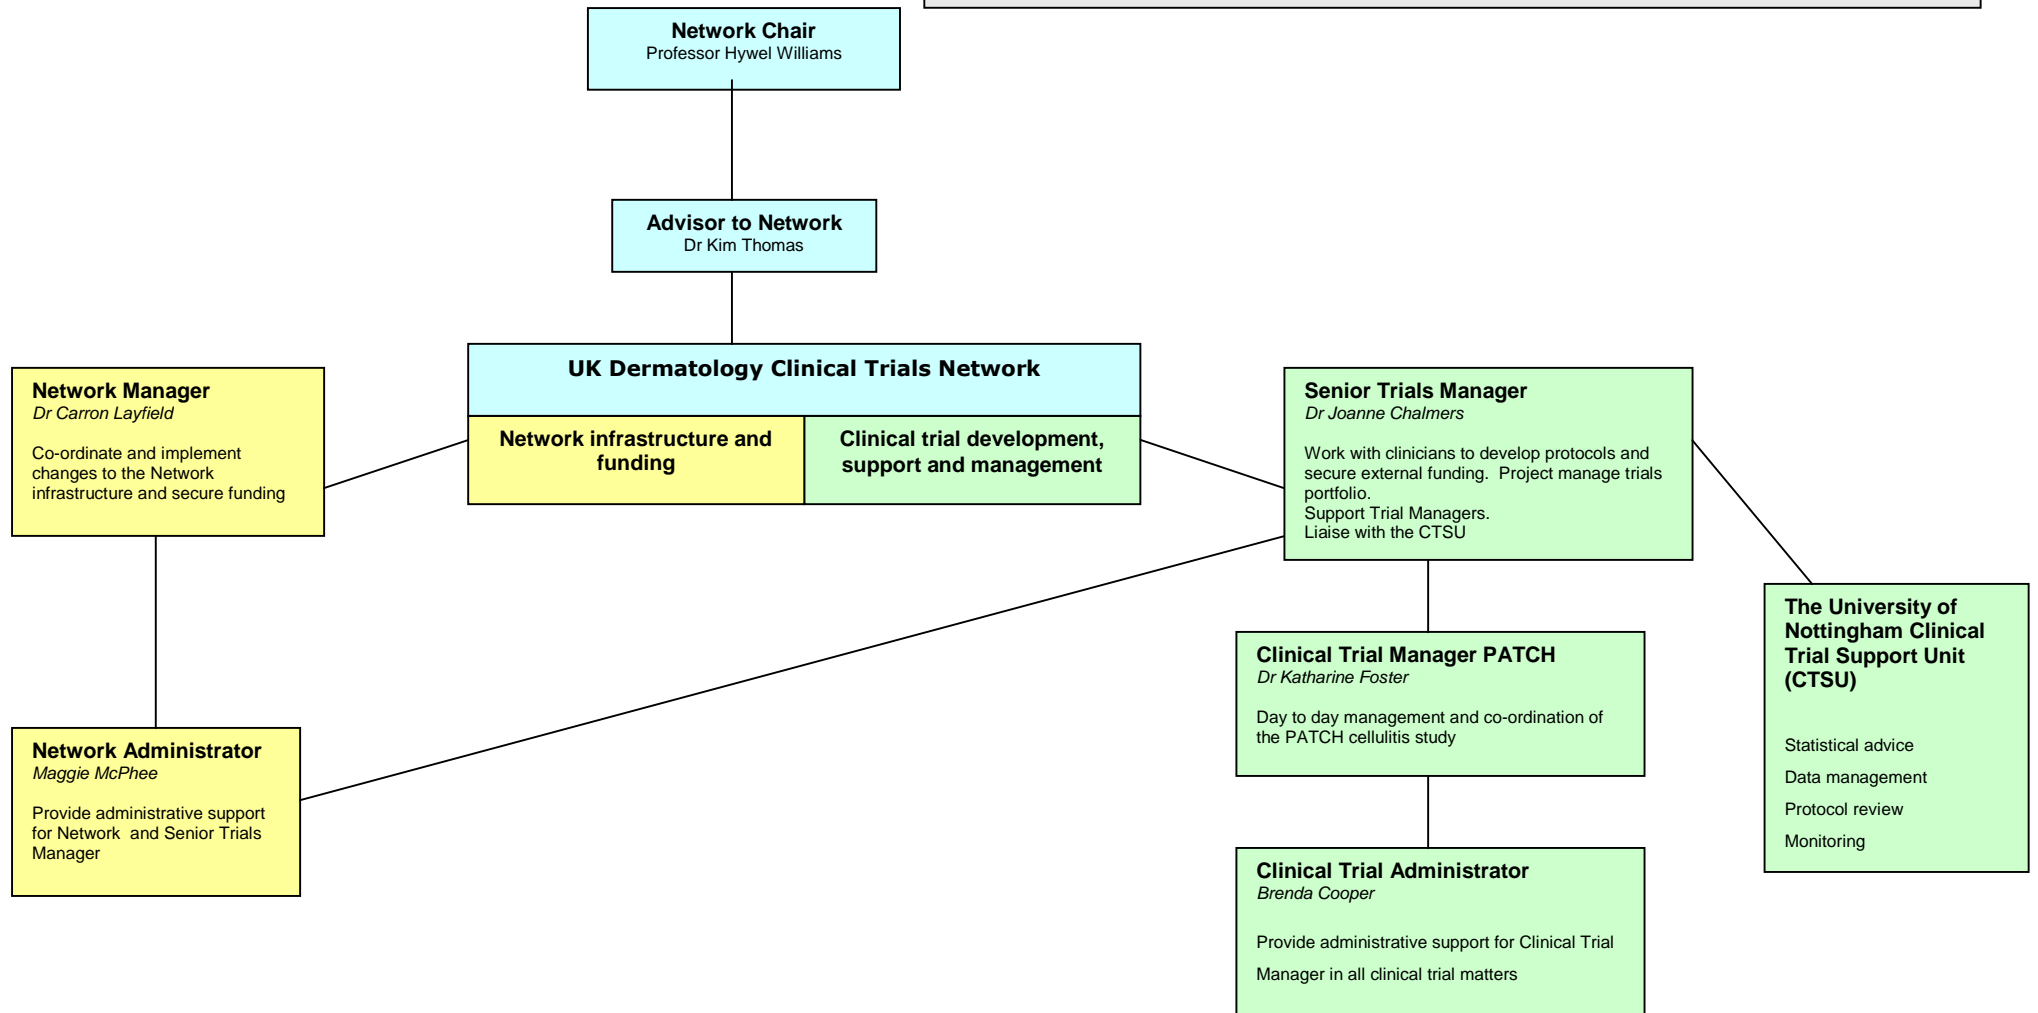 Network Chair
Professor Hywel Williams
Advisor to Network
Dr Kim Thomas
UK Dermatology Clinical Trials Network
Network infrastructure and
funding
Clinical trial development,
support and management
Network Manager
Dr Carron Layfield
Co-ordinate and implement
changes to the Network
infrastructure and secure funding
Network Administrator
Maggie McPhee
Provide administrative support
for Network  and Senior Trials
Manager
Senior Trials Manager
Dr Joanne Chalmers
Work with clinicians to develop protocols and
secure external funding.  Project manage trials
portfolio.
Support Trial Managers.
Liaise with the CTSU
Clinical Trial Manager PATCH
Dr Katharine Foster
Day to day management and co-ordination of
the PATCH cellulitis study
Clinical Trial Administrator
Brenda Cooper
Provide administrative support for Clinical Trial
Manager in all clinical trial matters
The University of
Nottingham Clinical
Trial Support Unit
(CTSU)
Statistical advice
Data management
Protocol review
Monitoring